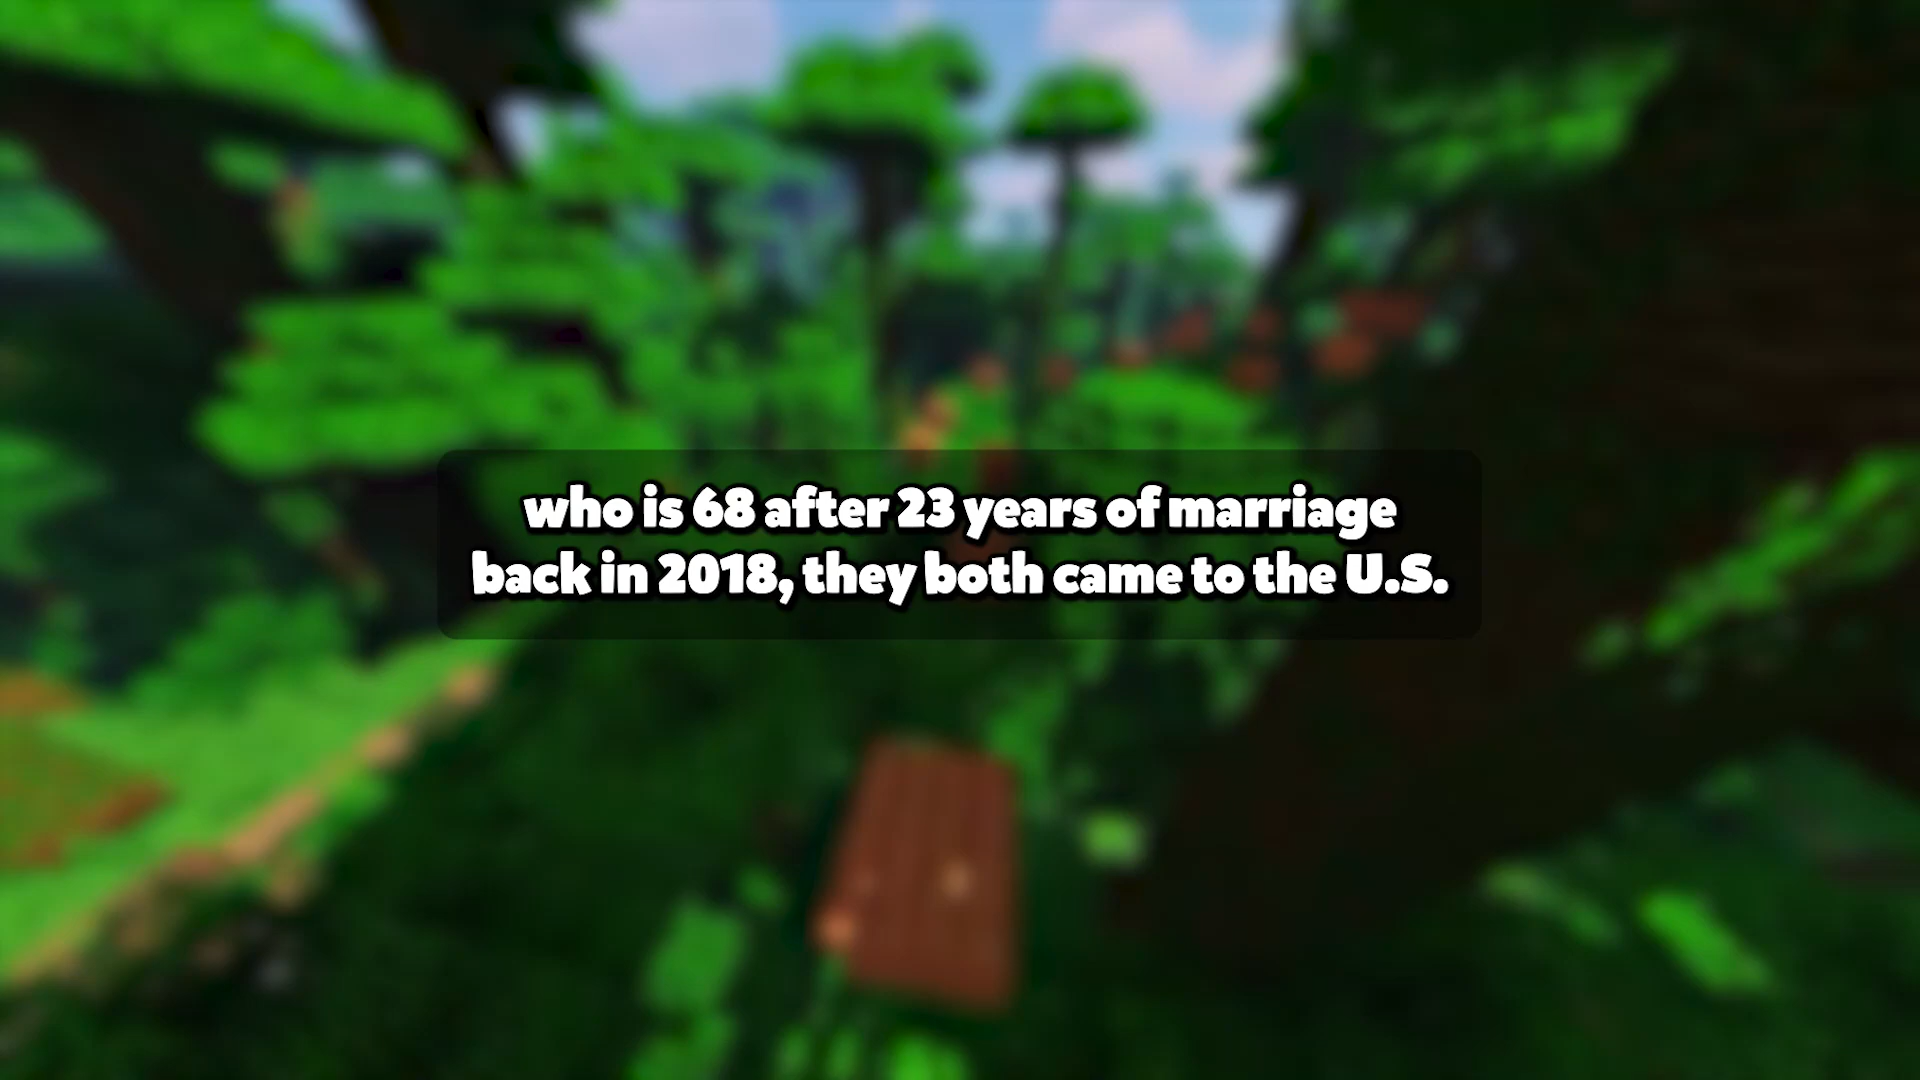 who is 68 after 23 years of marriage
back in 2018, they both came to the U.S.